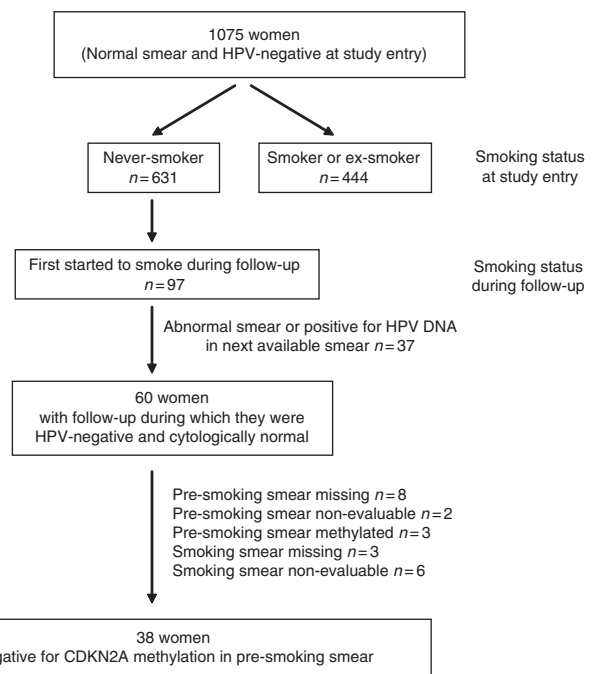 1075 women
(Normal smear and HPV-negative at study entry)
Never-smoker
n=631
Smoker or ex-smoker
n=444
Smoking status
at study entry
First started to smoke during follow-up
n=97
Smoking status
during follow-up
Abnormal smear or positive for HPV DNA
in next available smear n=37
60 women
with follow-up during which they were
HPV-negative and cytologically normal
Pre-smoking smear missing n=8
Pre-smoking smear non-evaluable n=2
Pre-smoking smear methylated n=3
Smoking smear missing n=3
Smoking smear non-evaluable n=6
38 women
for CDKN2A methylation in pre-smoking smear